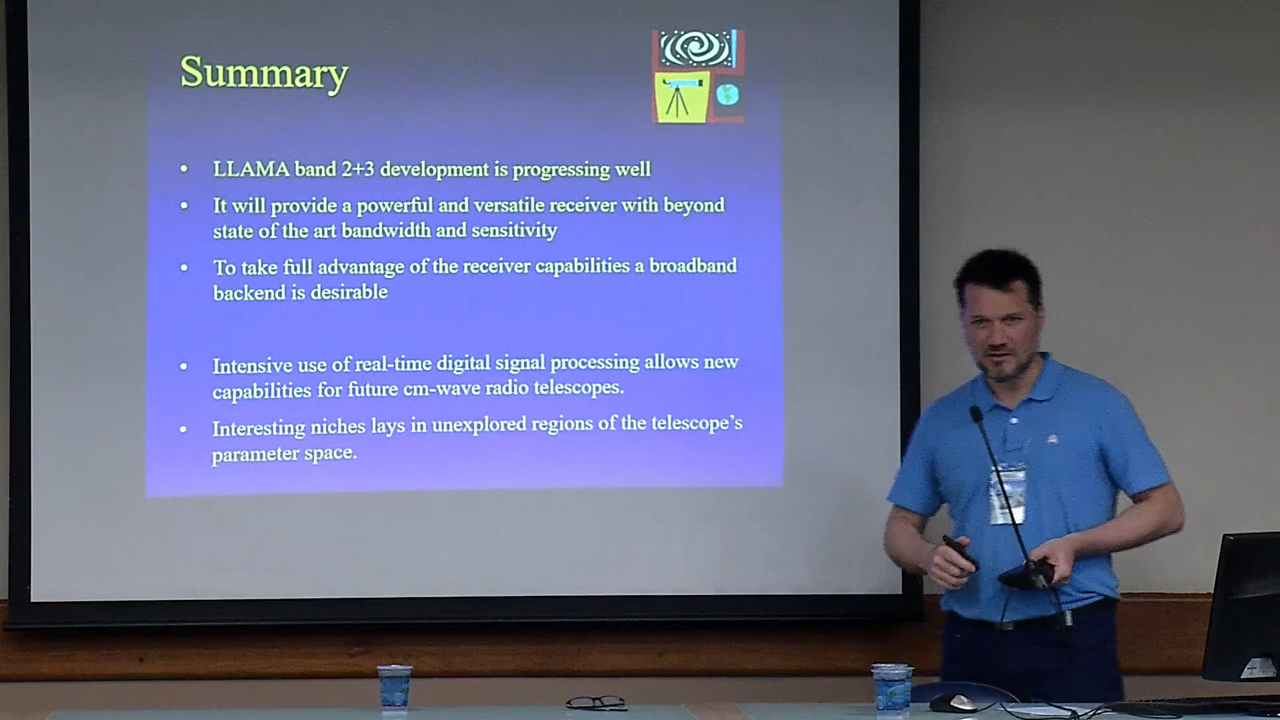 Summary
• LLAMA band 2+3 development is progressing well
• It will provide a powerful and versatile receiver with beyond
state of the art bandwidth and sensitivity
• To take full advantage of the receiver capabilities a broadband
backend is desirable
• Intensive use of real-time digital signal processing allows new
capabilities for future cm-wave radio telescopes.
• Interesting niches lays in unexplored regions of the telescope's
parameter space.